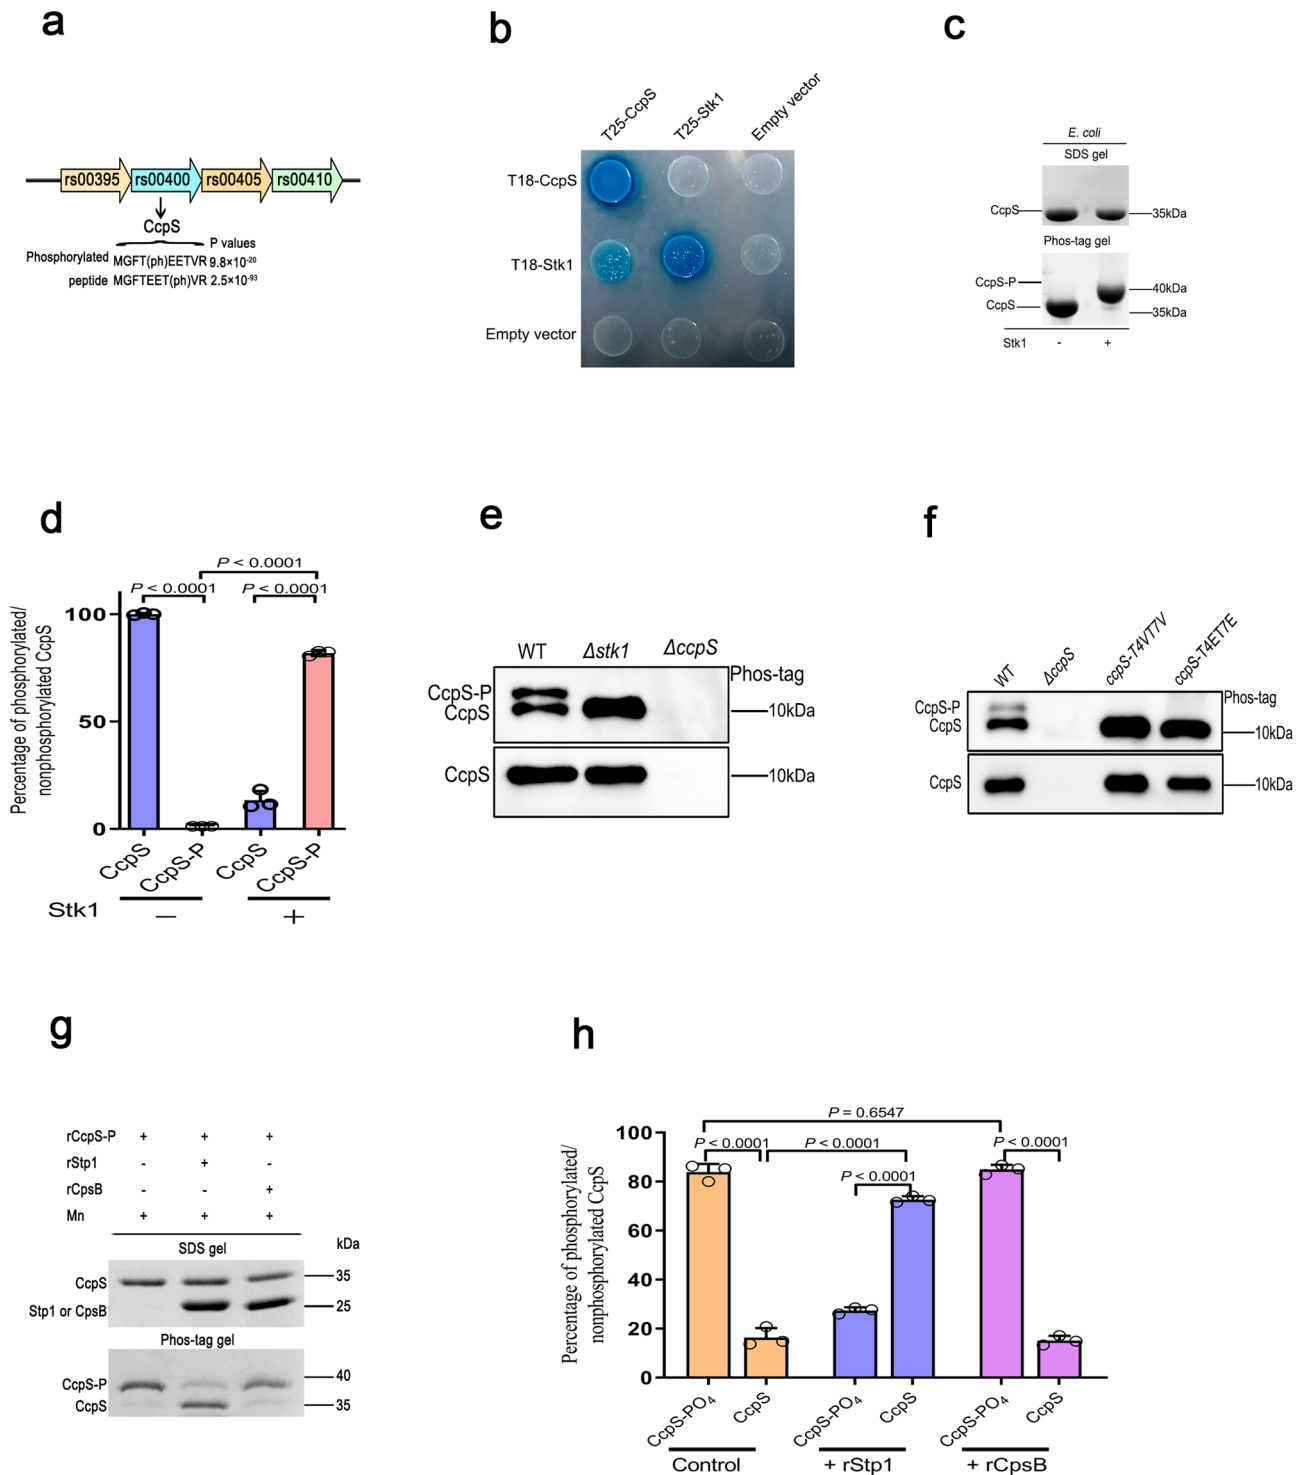 a
rs00395 rs00400 rs00405 rs00410
CcpS
P values
Phosphorylated MGFT(ph)EETVR 9.8×10⁻²⁰
peptide MGFTEET(ph)VR 2.5×10⁻⁹³
b
T25-CcpS T25-Stk1 Empty vector
T18-CcpS
T18-Stk1
Empty vector
c
E. coli
SDS gel
CcpS 35kDa
Phos-tag gel
CcpS-P 40kDa
CcpS 35kDa
Stk1 - +
d
P < 0.0001
P < 0.0001 P < 0.0001
Percentage of phosphorylated/
nonphosphorylated CcpS
100
50
0
CcpS CcpS-P CcpS CcpS-P
Stk1 — +
e
WT Δstk1 ΔccpS
Phos-tag
CcpS-P
CcpS 10kDa
CcpS 10kDa
f
WT ΔccpS ccpS-T4VT7V ccpS-T4ET7E
Phos-tag
CcpS-P
CcpS 10kDa
CcpS 10kDa
g
rCcpS-P + + +
rStp1 - + -
rCpsB - - +
Mn + + +
SDS gel kDa
CcpS 35
Stp1 or CpsB 25
Phos-tag gel
CcpS-P 40
CcpS 35
h
P = 0.6547
P < 0.0001 P < 0.0001 P < 0.0001
P < 0.0001
Percentage of phosphorylated/
nonphosphorylated CcpS
100
80
60
40
20
0
CcpS-PO₄ CcpS CcpS-PO₄ CcpS CcpS-PO₄ CcpS
Control + rStp1 + rCpsB